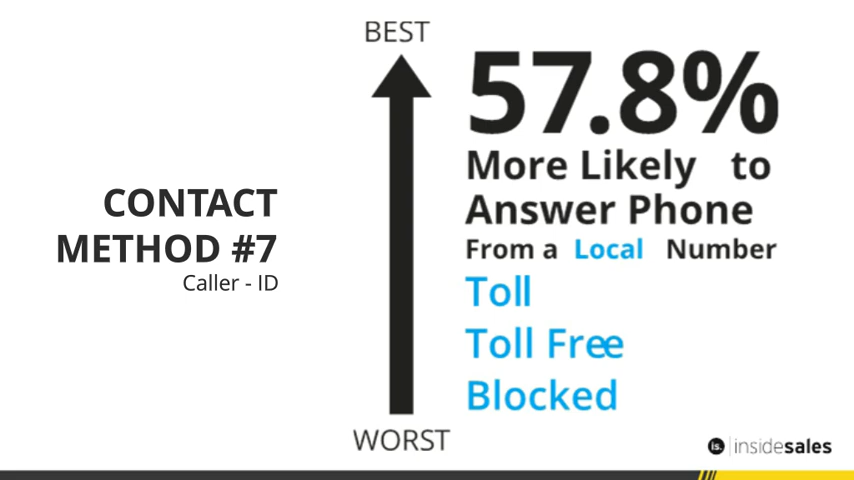 BEST
57.8%
More Likely to
Answer Phone
From a Local Number
CONTACT
METHOD #7
Caller - ID
Toll
Toll Free
Blocked
WORST
is. insidesales